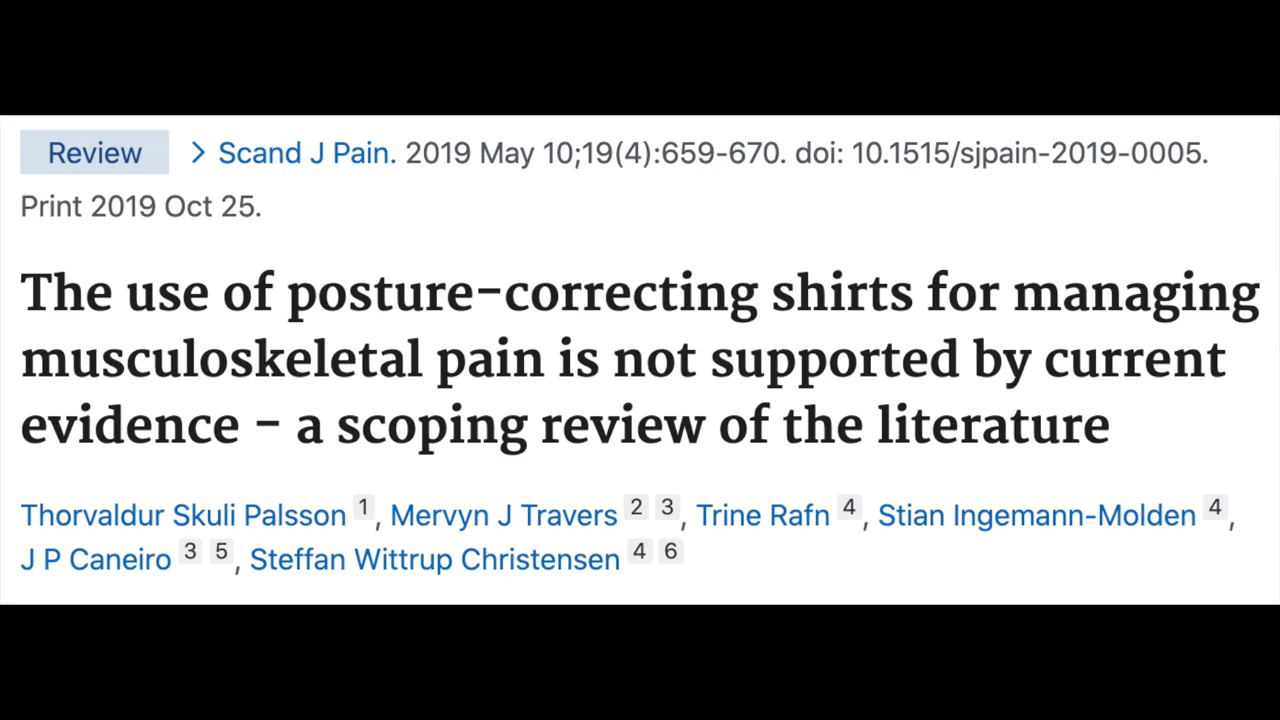 Review > Scand J Pain. 2019 May 10;19(4):659-670. doi: 10.1515/sjpain-2019-0005.
Print 2019 Oct 25.
The use of posture-correcting shirts for managing
musculoskeletal pain is not supported by current
evidence - a scoping review of the literature
Thorvaldur Skuli Palsson 1, Mervyn J Travers 2 3, Trine Rafn 4, Stian Ingemann-Molden 4,
J P Caneiro 3 5, Steffan Wittrup Christensen 4 6